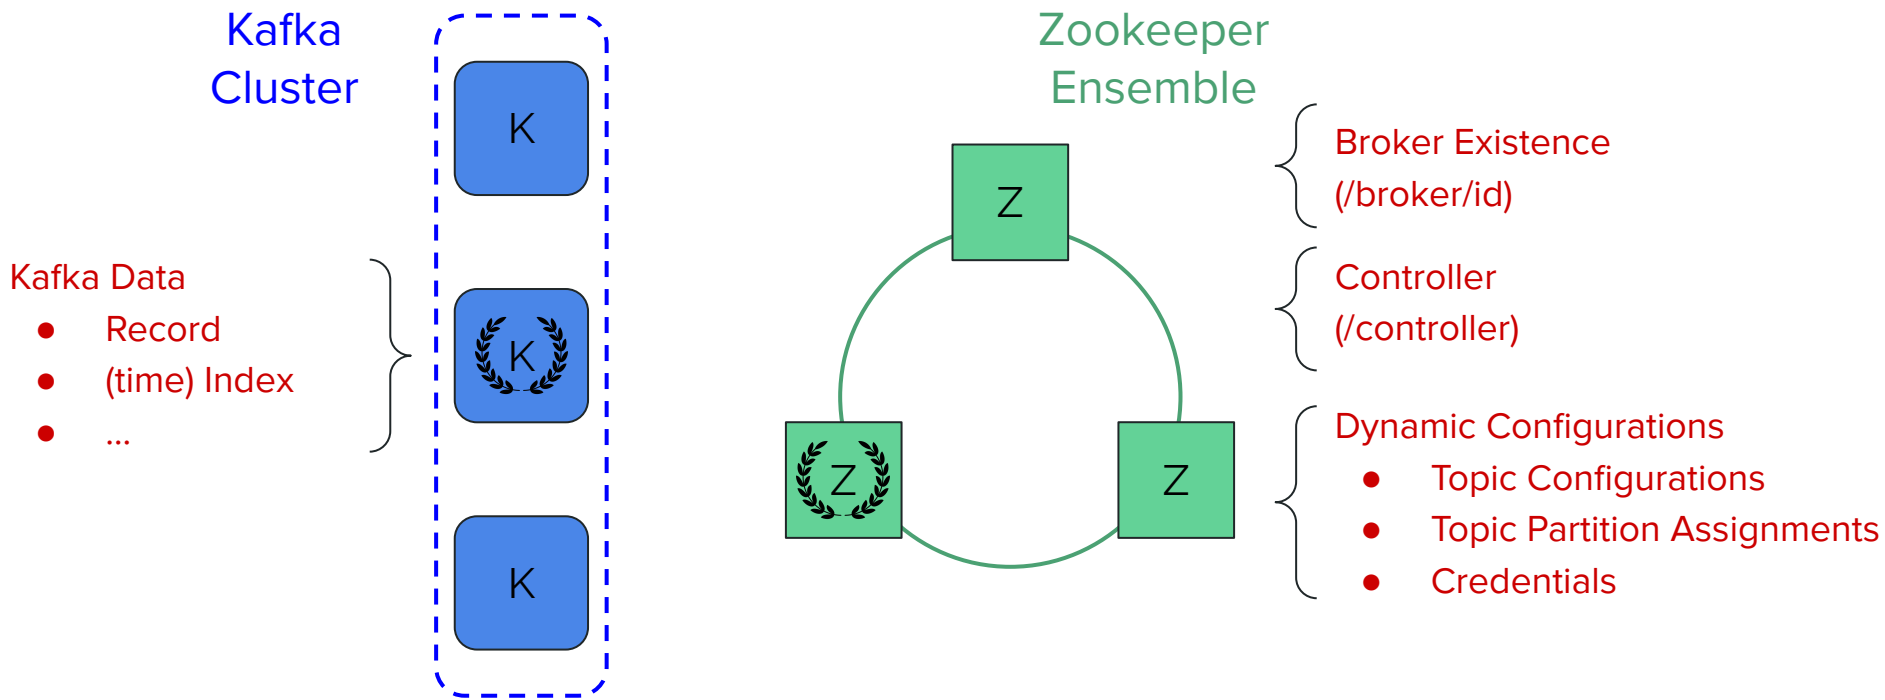 Kafka
Cluster
K
K
K
Kafka Data
● Record
● (time) Index
● ...
Zookeeper
Ensemble
Z
Z
Z
Broker Existence
(/broker/id)
Controller
(/controller)
Dynamic Configurations
● Topic Configurations
● Topic Partition Assignments
● Credentials